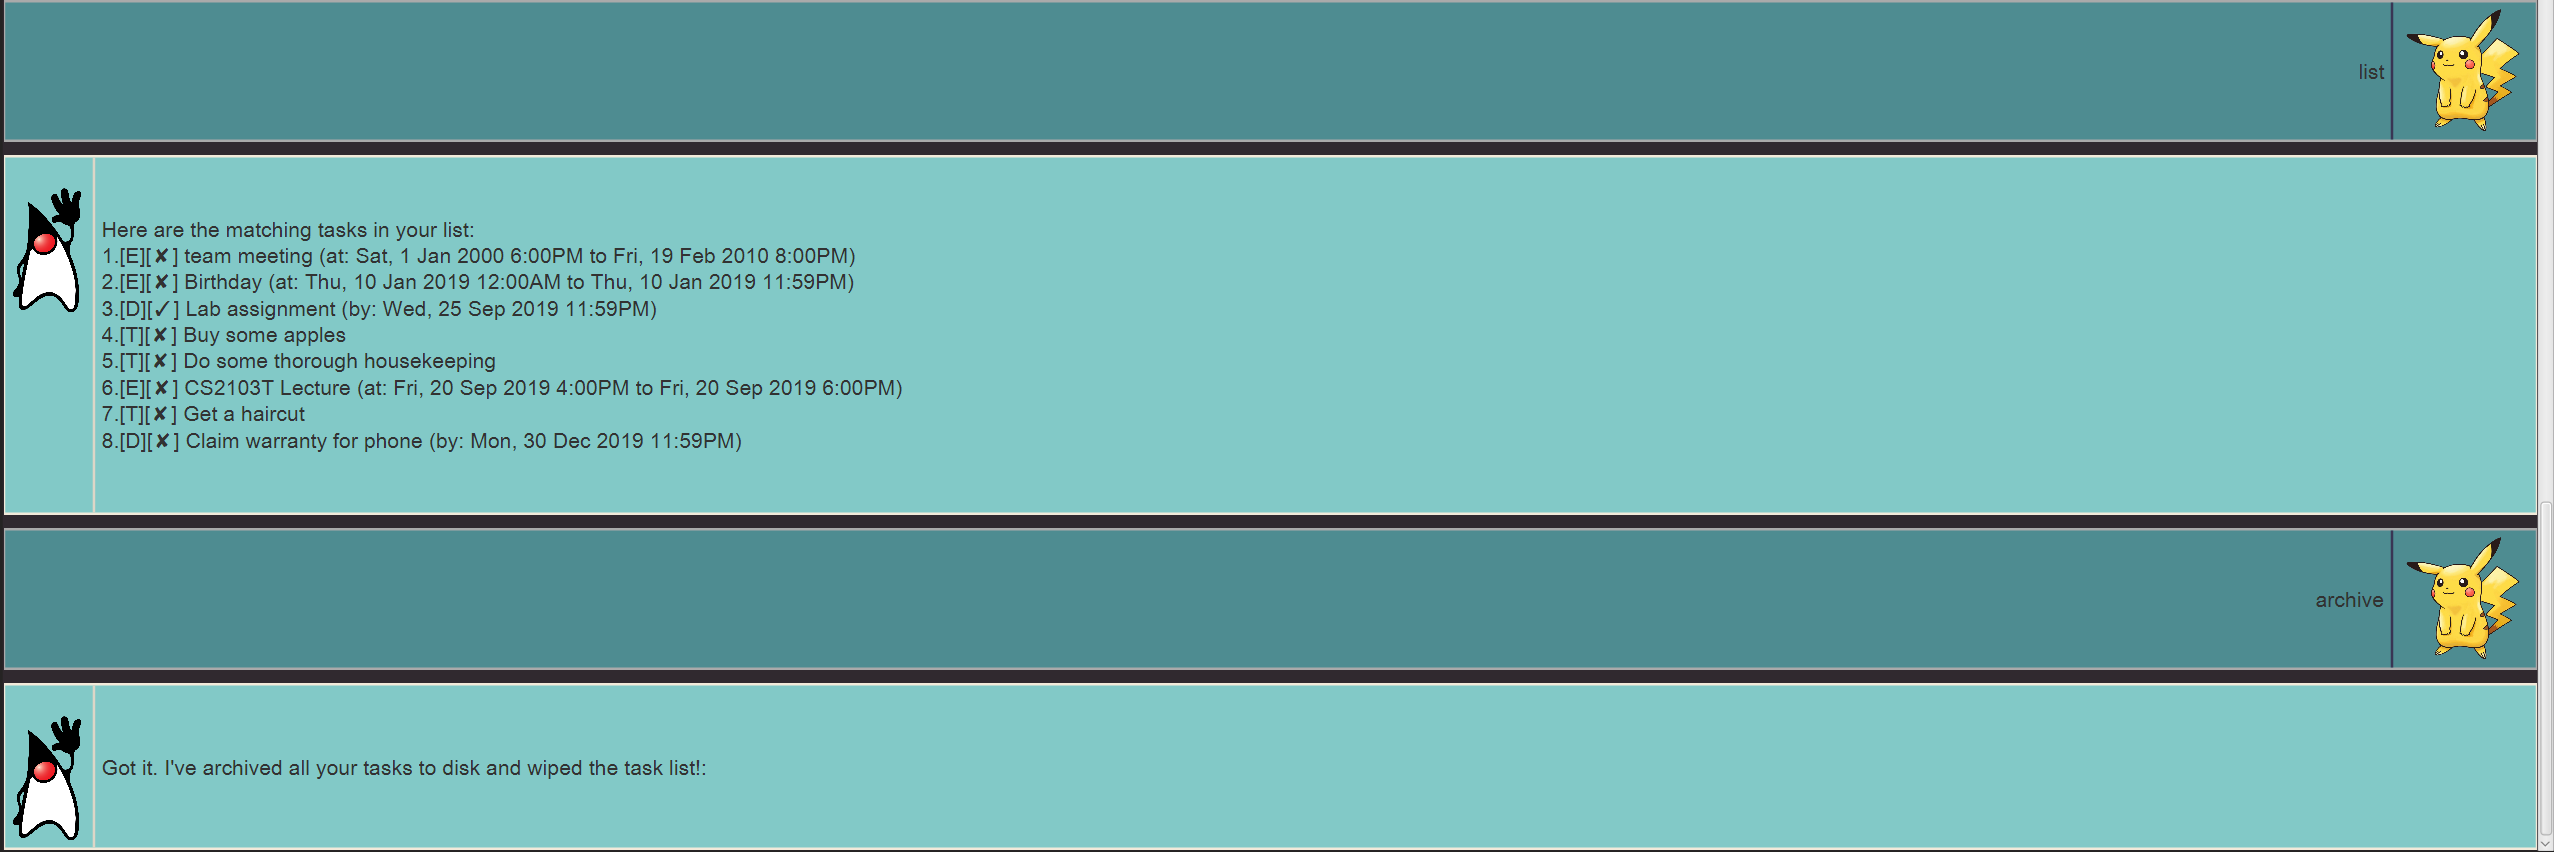 list
Here are the matching tasks in your list:
1.[E][✘] team meeting (at: Sat, 1 Jan 2000 6:00PM to Fri, 19 Feb 2010 8:00PM)
2.[E][✘] Birthday (at: Thu, 10 Jan 2019 12:00AM to Thu, 10 Jan 2019 11:59PM)
3.[D][✓] Lab assignment (by: Wed, 25 Sep 2019 11:59PM)
4.[T][✘] Buy some apples
5.[T][✘] Do some thorough housekeeping
6.[E][✘] CS2103T Lecture (at: Fri, 20 Sep 2019 4:00PM to Fri, 20 Sep 2019 6:00PM)
7.[T][✘] Get a haircut
8.[D][✘] Claim warranty for phone (by: Mon, 30 Dec 2019 11:59PM)
archive
Got it. I've archived all your tasks to disk and wiped the task list!: